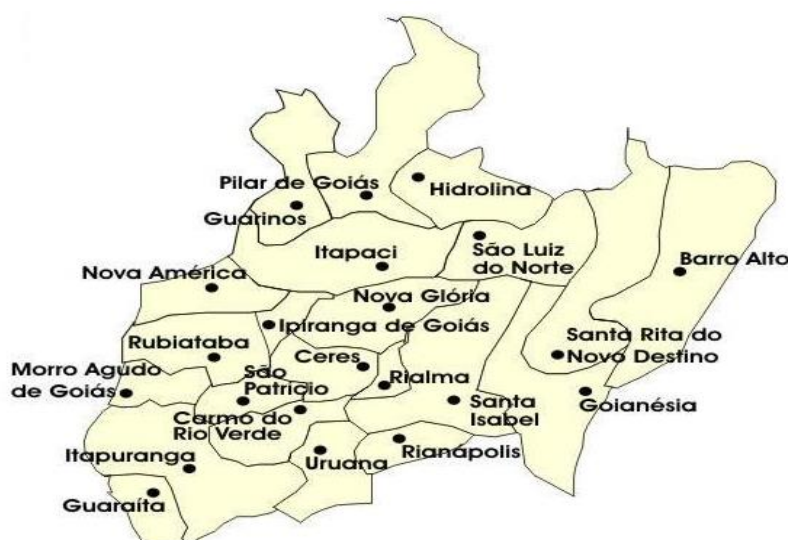 Pilar de Goiás
Hidrolina
Guarinos
Itapaci
São Luiz
do Norte
Barro Alto
Nova América
Nova Glória
Ipiranga de Goiás
Santa Rita do
Novo Destino
Rubiataba
Ceres
Morro Agudo
de Goiás
São
Patricio
Rialma
Santa
Isabel
Goianésia
Carmo do
Rio Verde
Itapuranga
Uruana
Rianápolis
Guaraíta